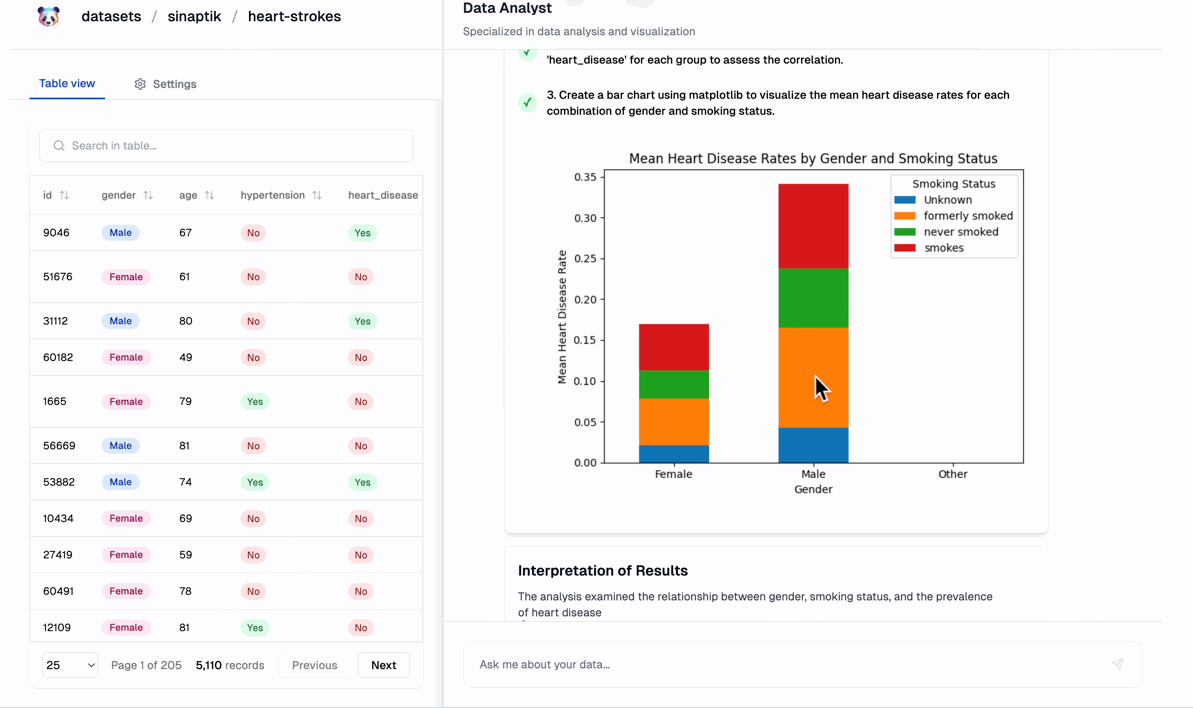 datasets / sinaptik / heart-strokes
Table view
Settings
Search in table...
id gender age hypertension heart_disease
9046 Male 67 No Yes
51676 Female 61 No No
31112 Male 80 No Yes
60182 Female 49 No No
1665 Female 79 Yes No
56669 Male 81 No No
53882 Male 74 Yes Yes
10434 Female 69 No No
27419 Female 59 No No
60491 Female 78 No No
12109 Female 81 Yes No
25 Page 1 of 205 5,110 records Previous Next
Data Analyst
Specialized in data analysis and visualization
'heart_disease' for each group to assess the correlation.
3. Create a bar chart using matplotlib to visualize the mean heart disease rates for each
combination of gender and smoking status.
Mean Heart Disease Rates by Gender and Smoking Status
Mean Heart Disease Rate
0.35
0.30
0.25
0.20
0.15
0.10
0.05
0.00
Smoking Status
Unknown
formerly smoked
never smoked
smokes
Female Male Other
Gender
Interpretation of Results
The analysis examined the relationship between gender, smoking status, and the prevalence
of heart disease
Ask me about your data...